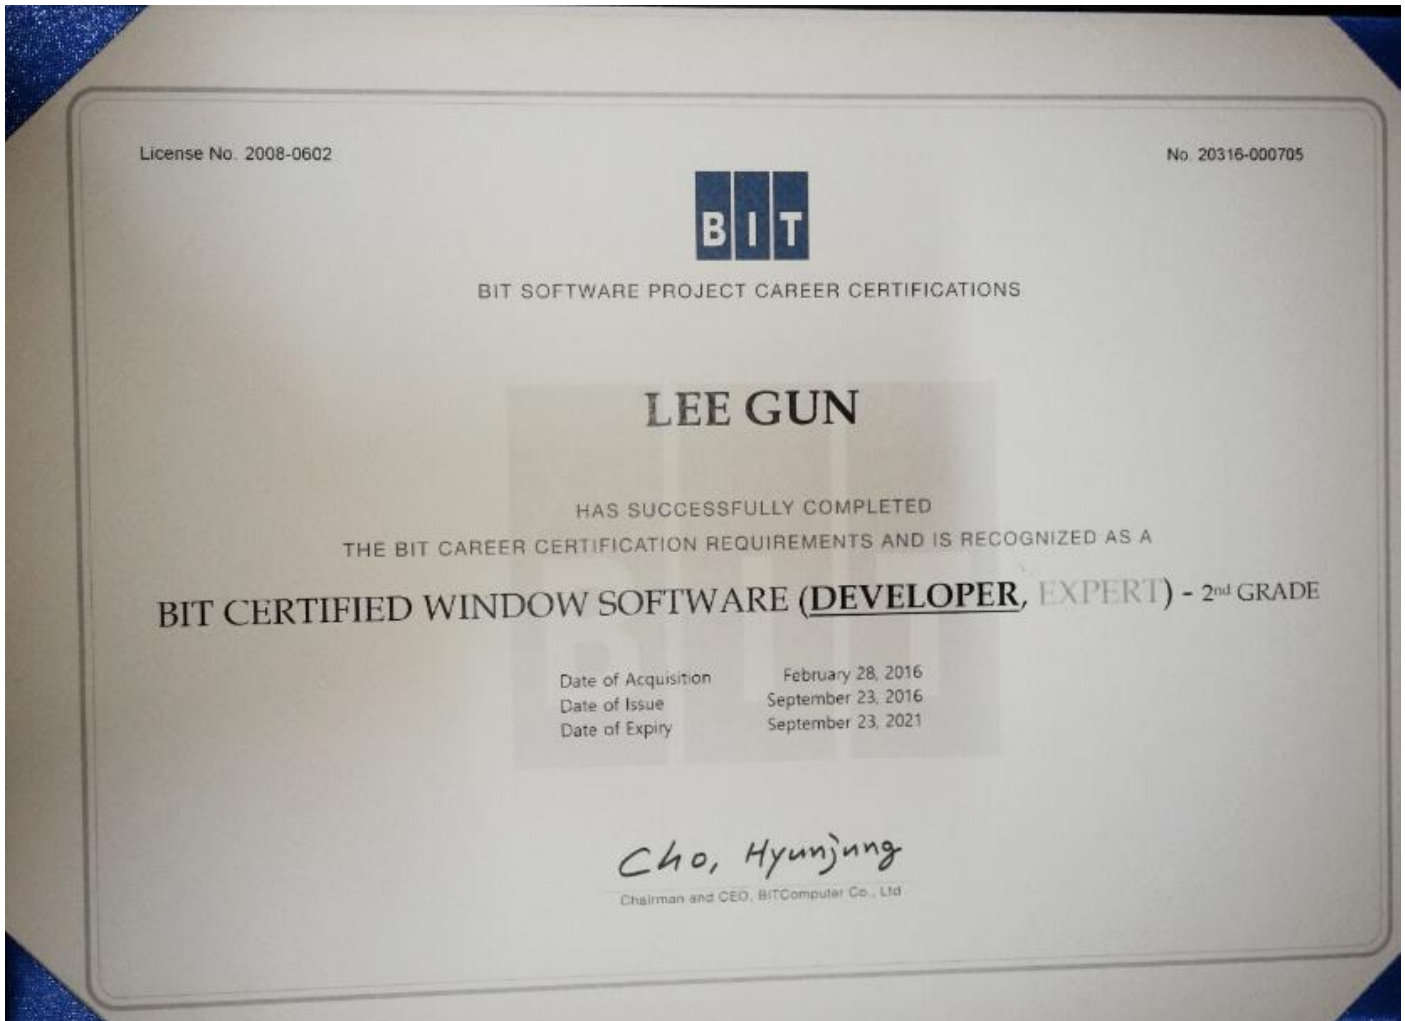 License No. 2008-0602
No. 20316-000705
BIT
BIT SOFTWARE PROJECT CAREER CERTIFICATIONS
LEE GUN
HAS SUCCESSFULLY COMPLETED
THE BIT CAREER CERTIFICATION REQUIREMENTS AND IS RECOGNIZED AS A
BIT CERTIFIED WINDOW SOFTWARE (DEVELOPER, EXPERT) - 2nd GRADE
Date of Acquisition February 28, 2016
Date of Issue September 23, 2016
Date of Expiry September 23, 2021
Cho, Hyunjung
Chairman and CEO, BITComputer Co., Ltd